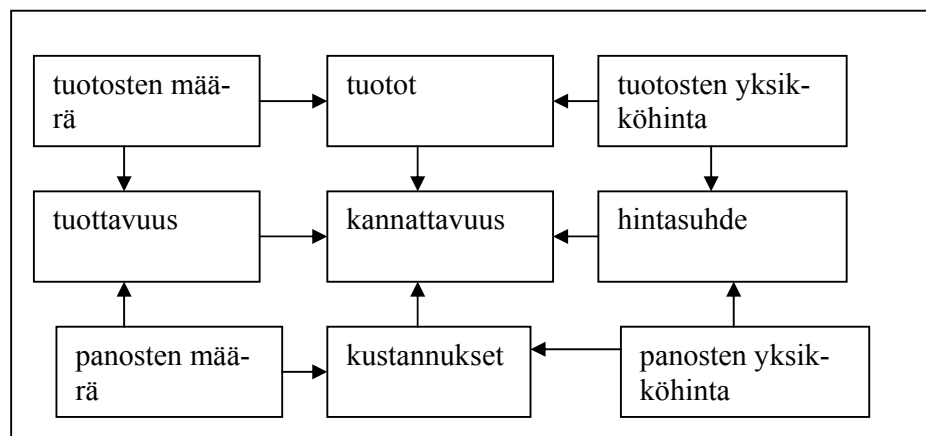 tuotosten mää-
rä
tuotot
tuotosten yksik-
köhinta
tuottavuus
kannattavuus
hintasuhde
panosten mää-
rä
kustannukset
panosten yksik-
köhinta